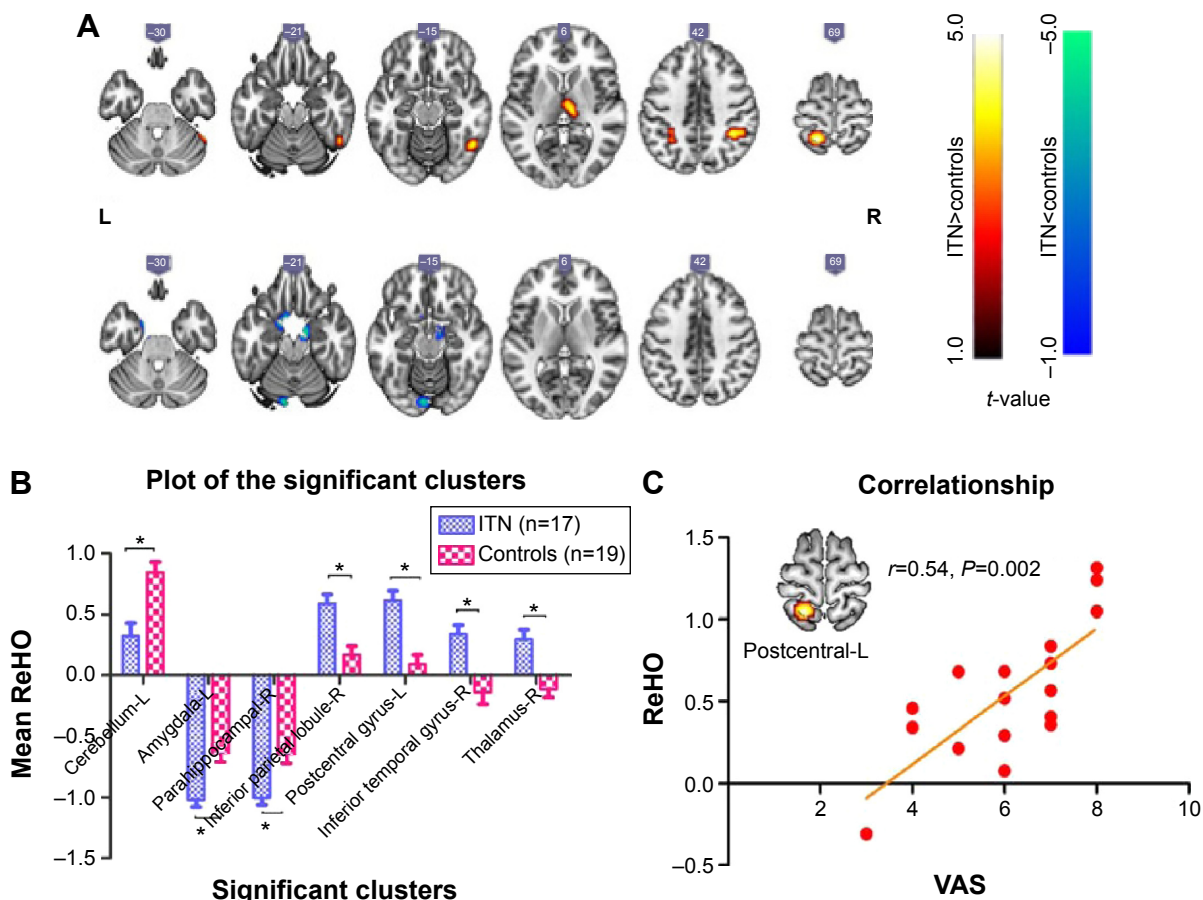 A
–30
–21
–15
6
42
69
L
R
–30
–21
–15
6
42
69
5.0
ITN>controls
1.0
–5.0
ITN<controls
–1.0
t-value
B
Plot of the significant clusters
ITN (n=17)
Controls (n=19)
Mean ReHO
1.0
0.5
0.0
–0.5
–1.0
–1.5
*
*
*
*
*
*
*
Cerebellum-L
Amygdala-L
Parahippocampal-R
Inferior parietal lobule-R
Postcentral gyrus-L
Inferior temporal gyrus-R
Thalamus-R
Significant clusters
C
Correlationship
r=0.54, P=0.002
Postcentral-L
ReHO
1.5
1.0
0.5
0.0
–0.5
2
4
6
8
10
VAS